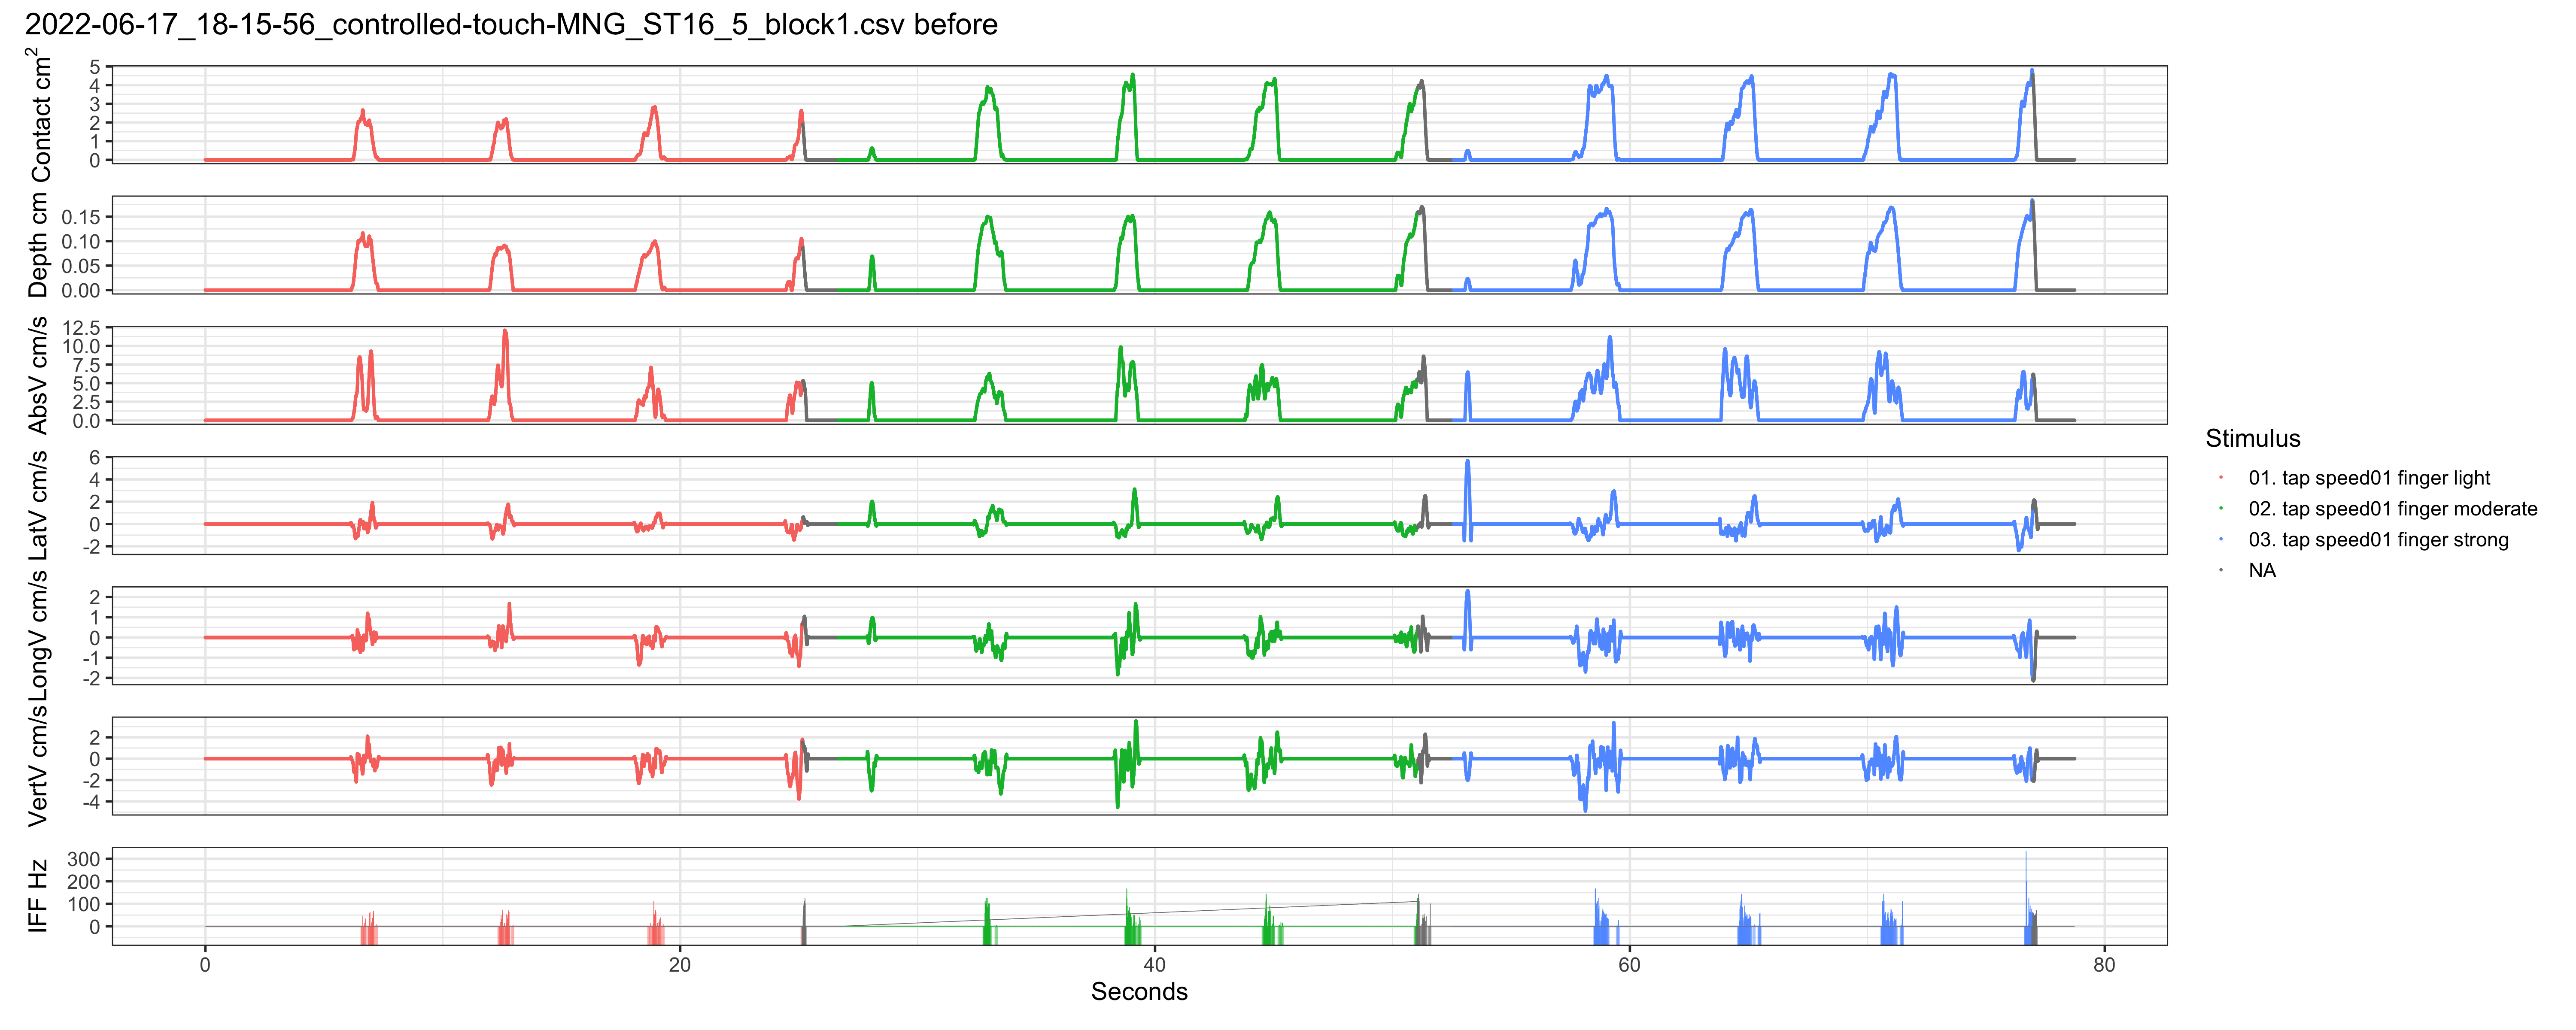 2022-06-17_18-15-56_controlled-touch-MNG_ST16_5_block1.csv before
Contact cm²
5
4
3
2
1
0
Depth cm
0.15
0.10
0.05
0.00
AbsV cm/s
12.5
10.0
7.5
5.0
2.5
0.0
LatV cm/s
6
4
2
0
-2
LongV cm/s
2
1
0
-1
-2
VertV cm/s
2
0
-2
-4
IFF Hz
300
200
100
0
0 20 40 60 80
Seconds
Stimulus
01. tap speed01 finger light
02. tap speed01 finger moderate
03. tap speed01 finger strong
NA